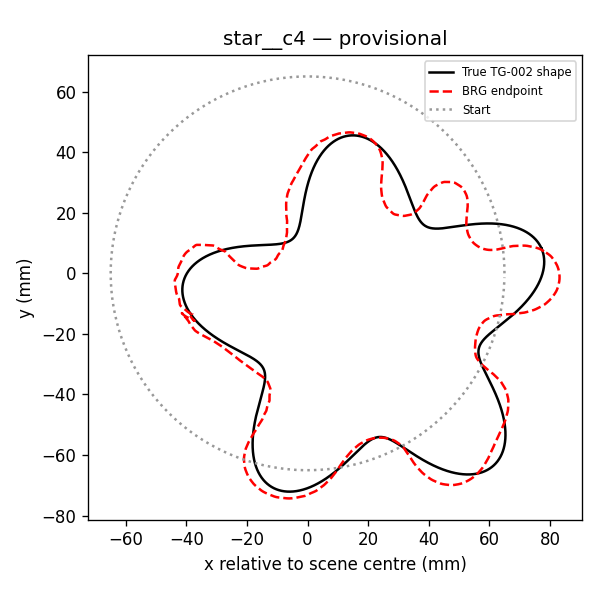 star__c4 — provisional
True TG-002 shape
BRG endpoint
Start
60
40
20
0
−20
−40
−60
−80
y (mm)
−60 −40 −20 0 20 40 60 80
x relative to scene centre (mm)